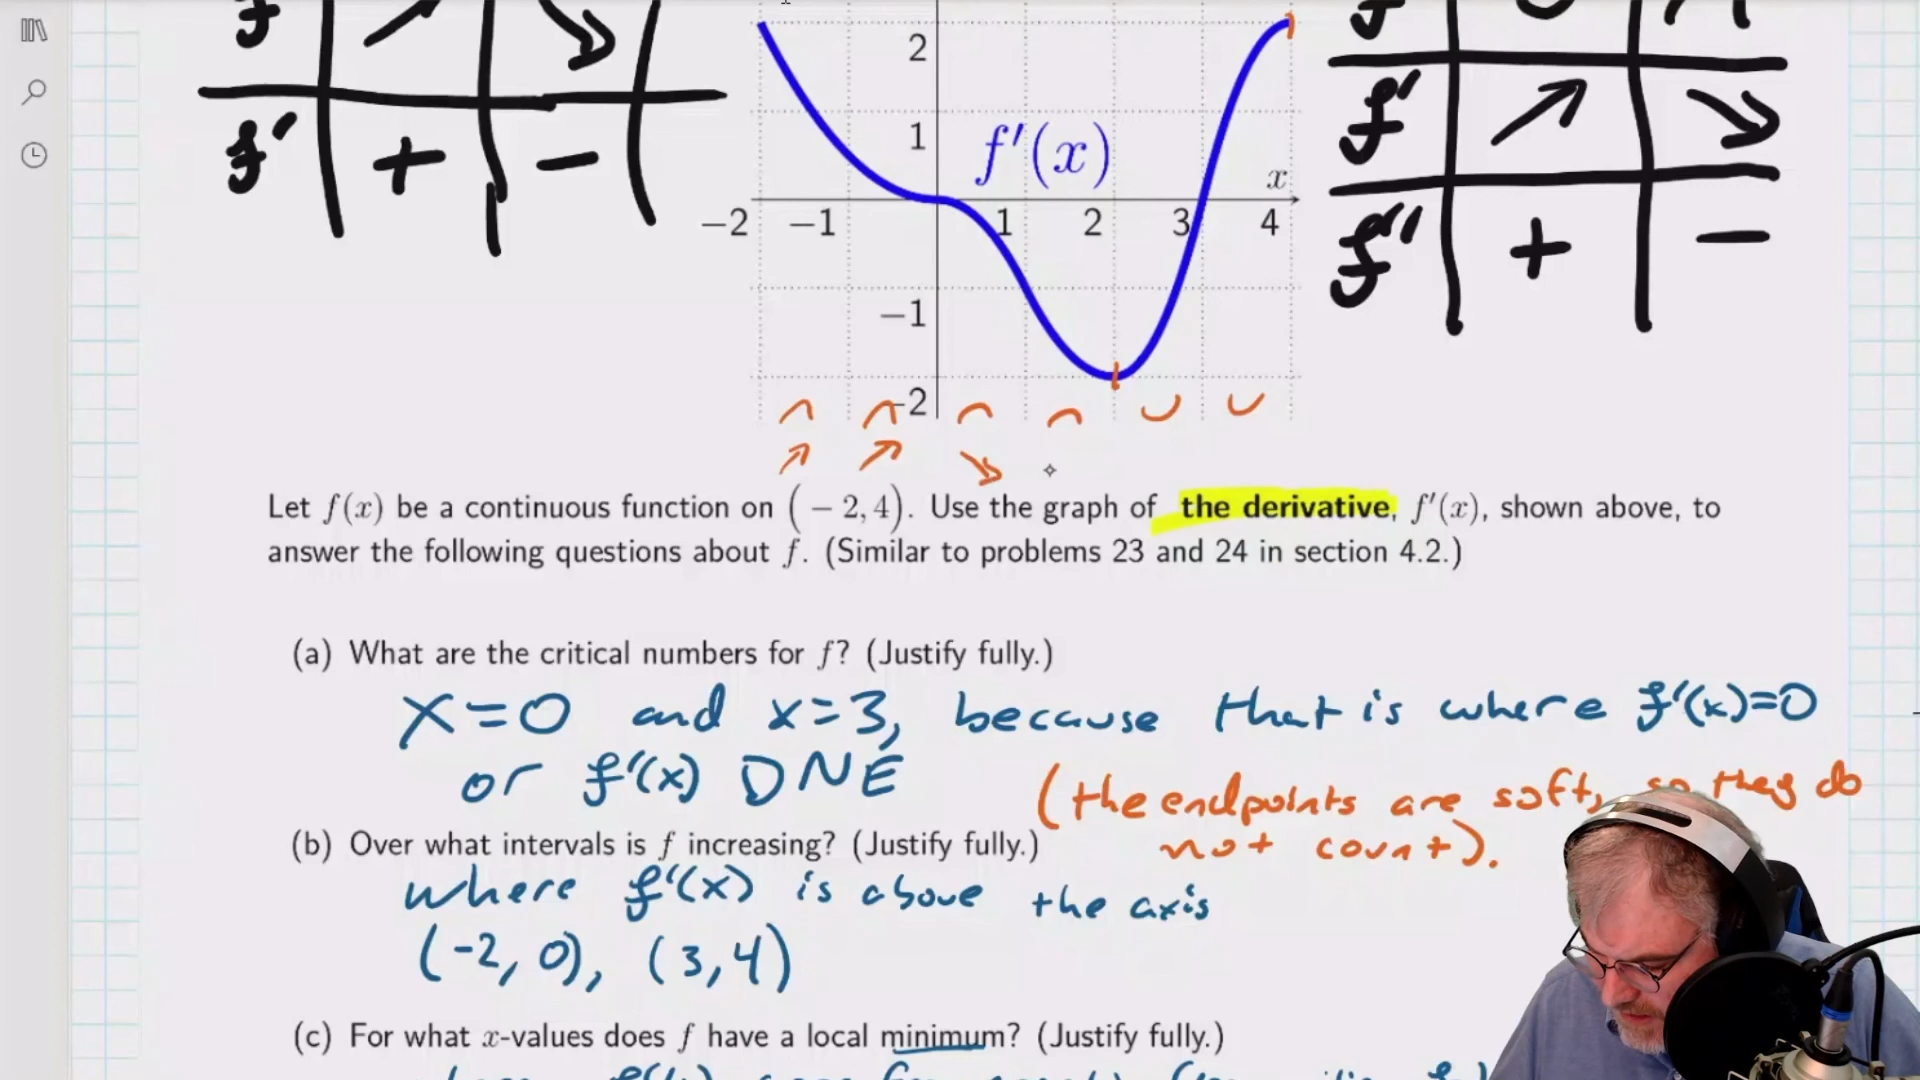 f
f
2
f'
1
f'(x)
x
f'
+
−
−2
−1
1
2
3
4
f''
+
−
−1
−2
Let f(x) be a continuous function on (−2, 4). Use the graph of the derivative, f'(x), shown above, to
answer the following questions about f. (Similar to problems 23 and 24 in section 4.2.)
(a) What are the critical numbers for f? (Justify fully.)
x=0 and x=3, because that is where f'(x)=0
or f'(x) DNE
(the endpoints are soft, so they do
not count).
(b) Over what intervals is f increasing? (Justify fully.)
where f'(x) is above the axis
(-2, 0), (3,4)
(c) For what x-values does f have a local minimum? (Justify fully.)